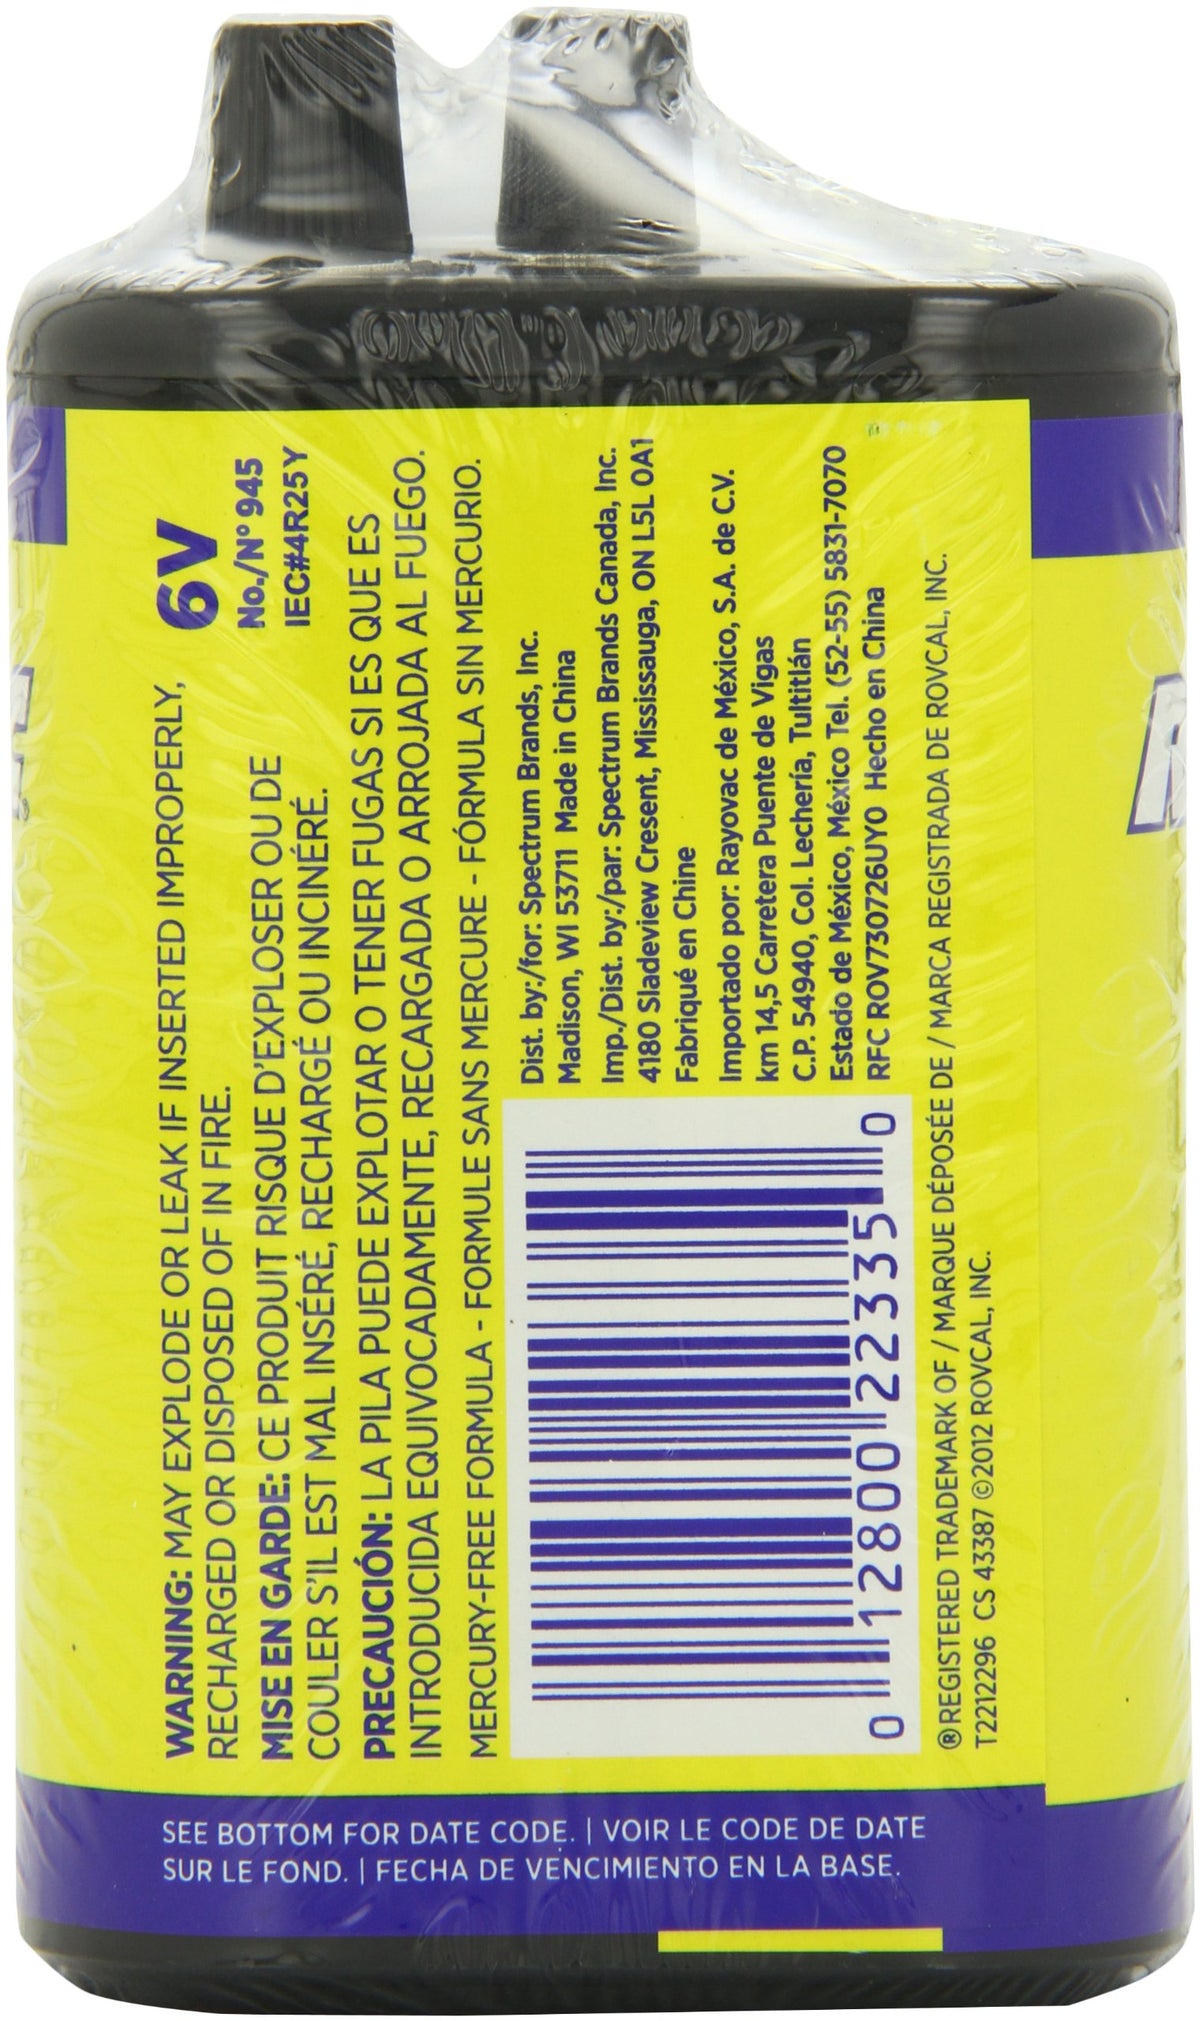 6V
No./N° 945
IEC#4R25Y
WARNING: MAY EXPLODE OR LEAK IF INSERTED IMPROPERLY,
RECHARGED OR DISPOSED OF IN FIRE.
MISE EN GARDE: CE PRODUIT RISQUE D'EXPLOSER OU DE
COULER S'IL EST MAL INSÉRÉ, RECHARGÉ OU INCINÉRÉ.
PRECAUCIÓN: LA PILA PUEDE EXPLOTAR O TENER FUGAS SI ES QUE ES
INTRODUCIDA EQUIVOCADAMENTE, RECARGADA O ARROJADA AL FUEGO.
MERCURY-FREE FORMULA - FORMULE SANS MERCURE - FÓRMULA SIN MERCURIO.
Dist. by:/for: Spectrum Brands, Inc.
Madison, WI 53711 Made in China
Imp./Dist. by:/par: Spectrum Brands Canada, Inc.
4180 Sladeview Cresent, Mississauga, ON L5L 0A1
Fabriqué en Chine
Importado por: Rayovac de México, S.A. de C.V.
km 14,5 Carretera Puente de Vigas
C.P. 54940, Col. Lechería, Tultitlán
Estado de México, México Tel. (52-55) 5831-7070
RFC ROV730726UY0 Hecho en China
0 12800 22335 0
®REGISTERED TRADEMARK OF / MARQUE DÉPOSÉE DE / MARCA REGISTRADA DE ROVCAL, INC.
T2212296 CS 43387 ©2012 ROVCAL, INC.
SEE BOTTOM FOR DATE CODE. | VOIR LE CODE DE DATE
SUR LE FOND. | FECHA DE VENCIMIENTO EN LA BASE.